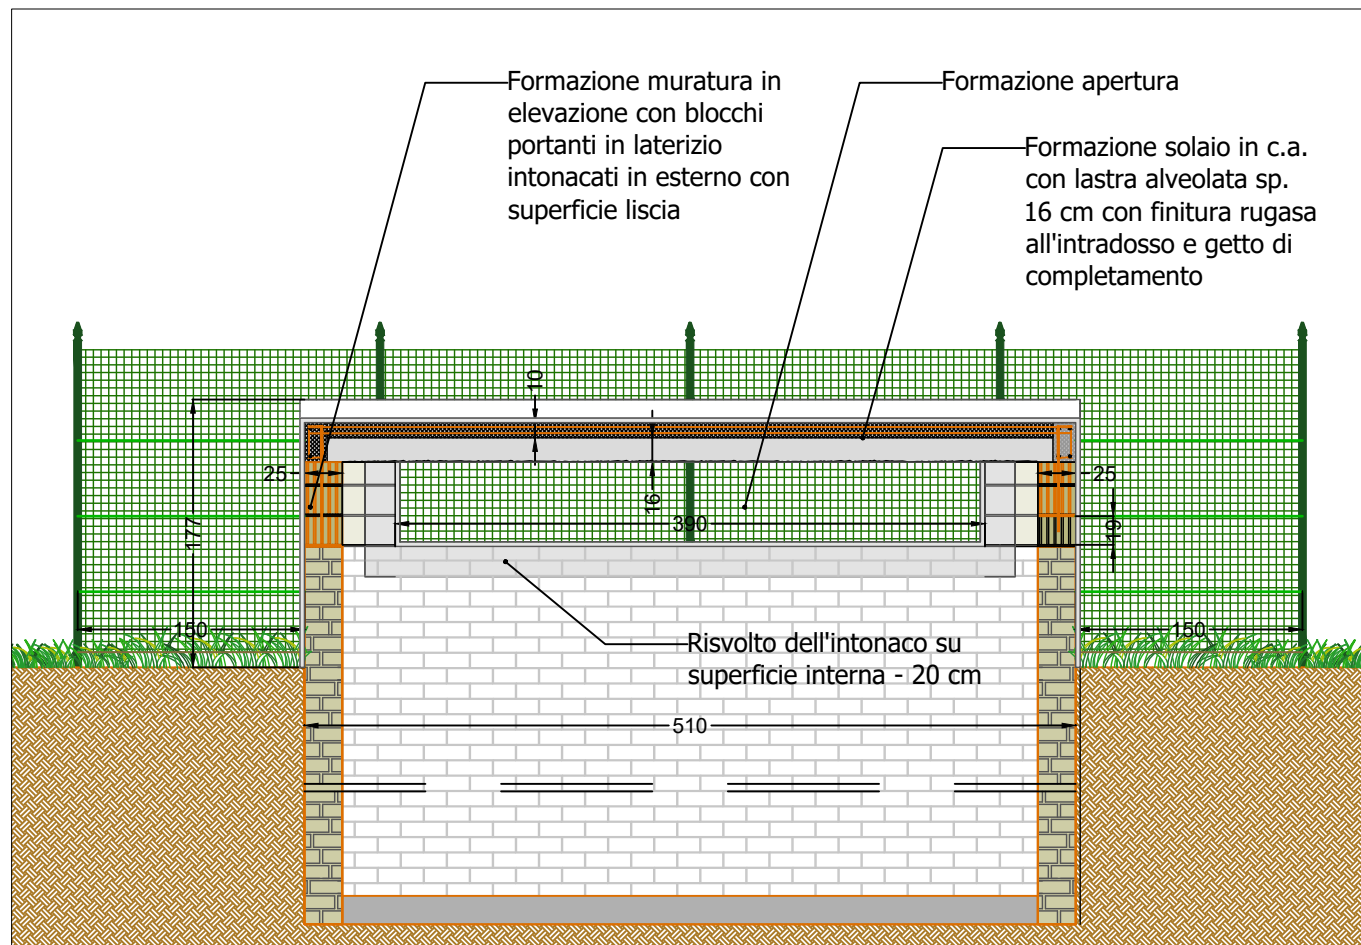 Formazione muratura in
elevazione con blocchi
portanti in laterizio
intonacati in esterno con
superficie liscia
Formazione apertura
Formazione solaio in c.a.
con lastra alveolata sp.
16 cm con finitura rugasa
all'intradosso e getto di
completamento
10
25
25
16
390
19
177
150
150
Risvolto dell'intonaco su
superficie interna - 20 cm
510